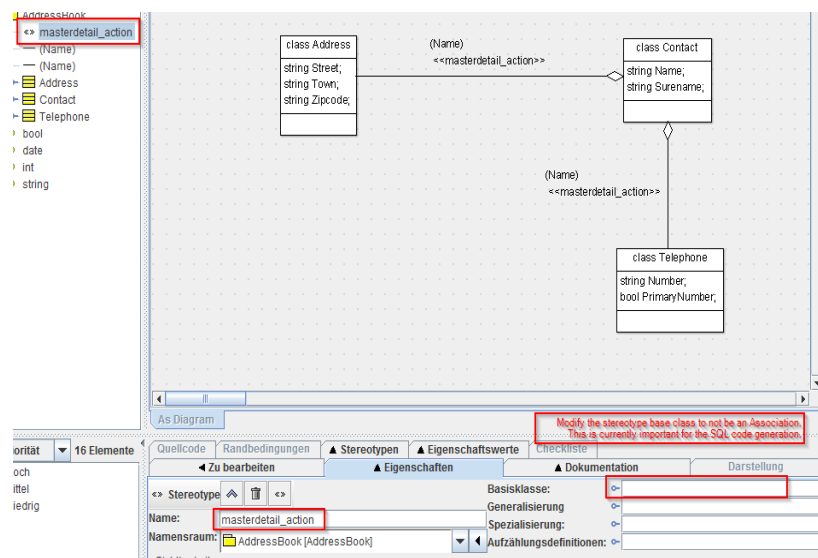 AddressBook
<> masterdetail_action
(Name)
(Name)
Address
Contact
Telephone
bool
date
int
string
class Address
string Street;
string Town;
string Zipcode;
(Name)
<<masterdetail_action>>
class Contact
string Name;
string Surename;
(Name)
<<masterdetail_action>>
class Telephone
string Number;
bool PrimaryNumber;
As Diagram
Modify the stereotype base class to not be an Association.
This is currently important for the SQL code generation.
orität 16 Elemente
och
ittel
iedrig
Quellcode Randbedingungen ▲ Stereotypen ▲ Eigenschaftswerte Checkliste
◀ Zu bearbeiten ▲ Eigenschaften ▲ Dokumentation Darstellung
<> Stereotype <>
Name: masterdetail_action
Namensraum: AddressBook [AddressBook]
Basisklasse:
Generalisierung
Spezialisierung:
Aufzählungsdefinitionen: